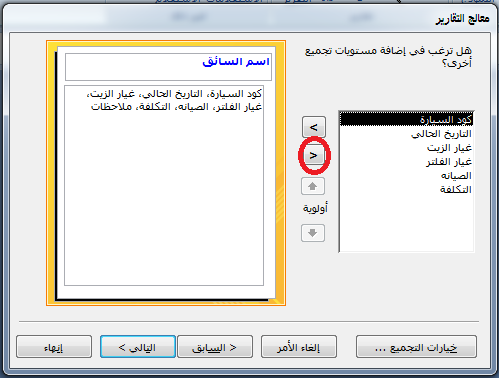 معالج التقارير
هل ترغب في إضافة مستويات تجميع
أخرى؟
كود السيارة
التاريخ الحالي
غيار الزيت
غيار الفلتر
الصيانه
التكلفة
>
<
أولوية
اسم السائق
كود السيارة، التاريخ الحالي، غيار الزيت،
غيار الفلتر، الصيانه، التكلفة، ملاحظات
خيارات التجميع ...
إلغاء الأمر
< السابق
التالي >
إنهاء